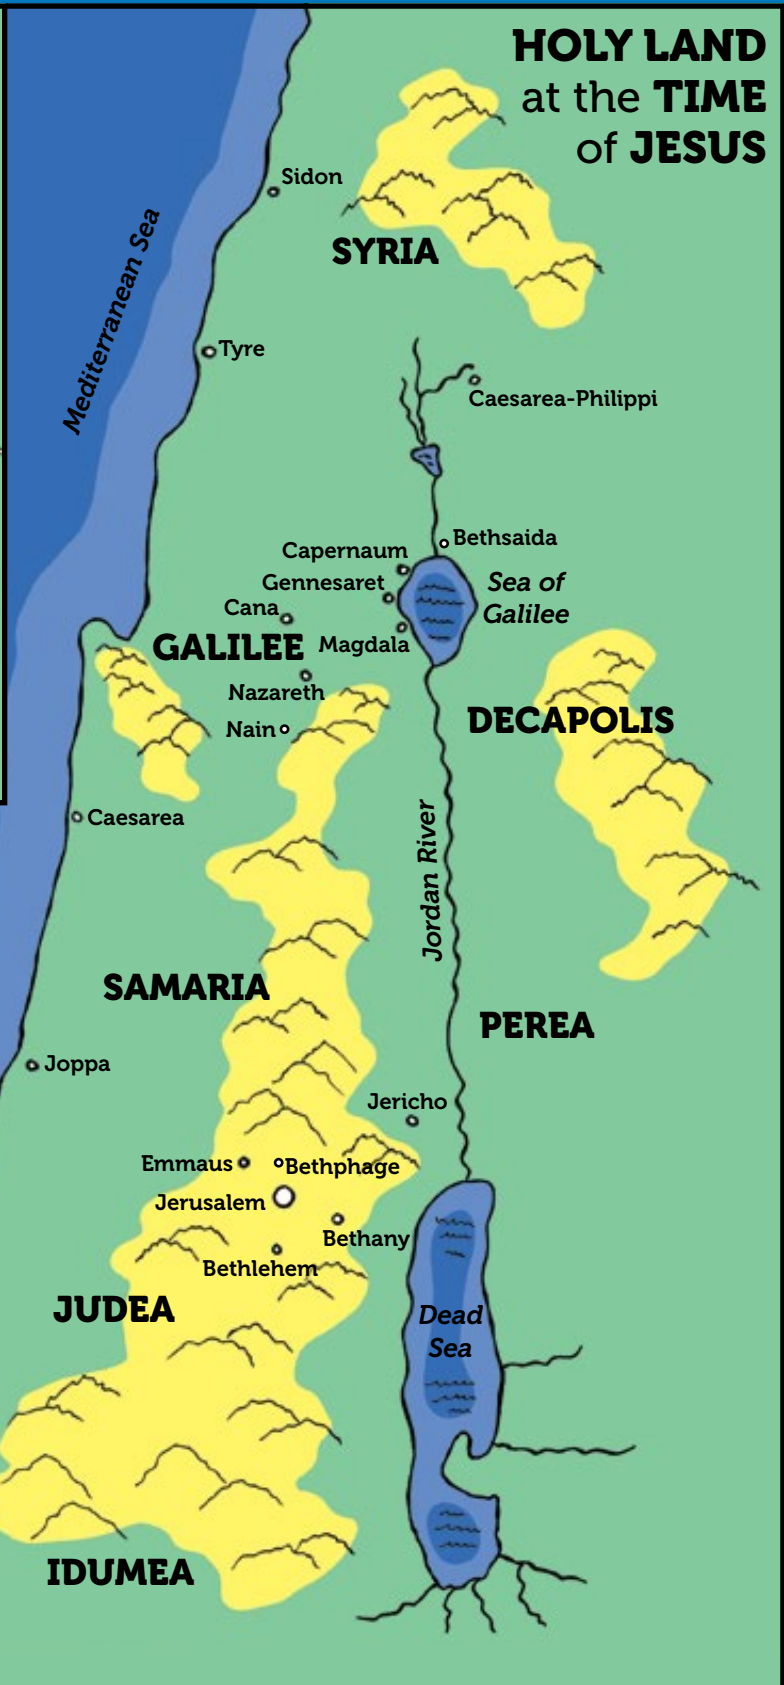 HOLY LAND
at the TIME
of JESUS
Sidon
SYRIA
Mediterranean Sea
Tyre
Caesarea-Philippi
Bethsaida
Capernaum
Gennesaret
Sea of
Galilee
Cana
GALILEE
Magdala
Nazareth
DECAPOLIS
Nain
Caesarea
Jordan River
SAMARIA
PEREA
Joppa
Jericho
Emmaus
Bethphage
Jerusalem
Bethany
Bethlehem
JUDEA
Dead
Sea
IDUMEA